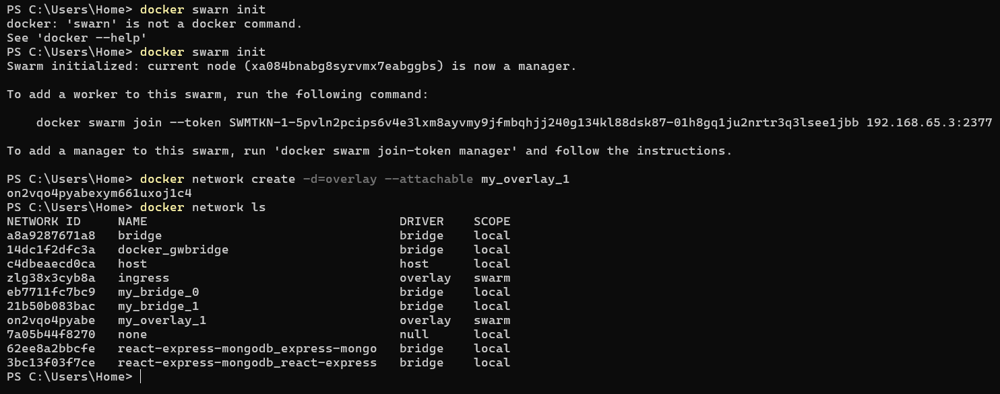 PS C:\Users\Home> docker swarn init
docker: 'swarn' is not a docker command.
See 'docker --help'
PS C:\Users\Home> docker swarm init
Swarm initialized: current node (xa084bnabg8syrvmx7eabggbs) is now a manager.
To add a worker to this swarm, run the following command:
docker swarm join --token SWMTKN-1-5pvln2pcips6v4e3lxm8ayvmy9jfmbqhjj240g134kl88dsk87-01h8gq1ju2nrtr3q3lsee1jbb 192.168.65.3:2377
To add a manager to this swarm, run 'docker swarm join-token manager' and follow the instructions.
PS C:\Users\Home> docker network create -d=overlay --attachable my_overlay_1
on2vqo4pyabexym661uxoj1c4
PS C:\Users\Home> docker network ls
NETWORK ID NAME DRIVER SCOPE
a8a9287671a8 bridge bridge local
14dc1f2dfc3a docker_gwbridge bridge local
c4dbeaecd0ca host host local
zlg38x3cyb8a ingress overlay swarm
eb7711fc7bc9 my_bridge_0 bridge local
21b50b083bac my_bridge_1 bridge local
on2vqo4pyabe my_overlay_1 overlay swarm
7a05b44f8270 none null local
62ee8a2bbcfe react-express-mongodb_express-mongo bridge local
3bc13f03f7ce react-express-mongodb_react-express bridge local
PS C:\Users\Home>